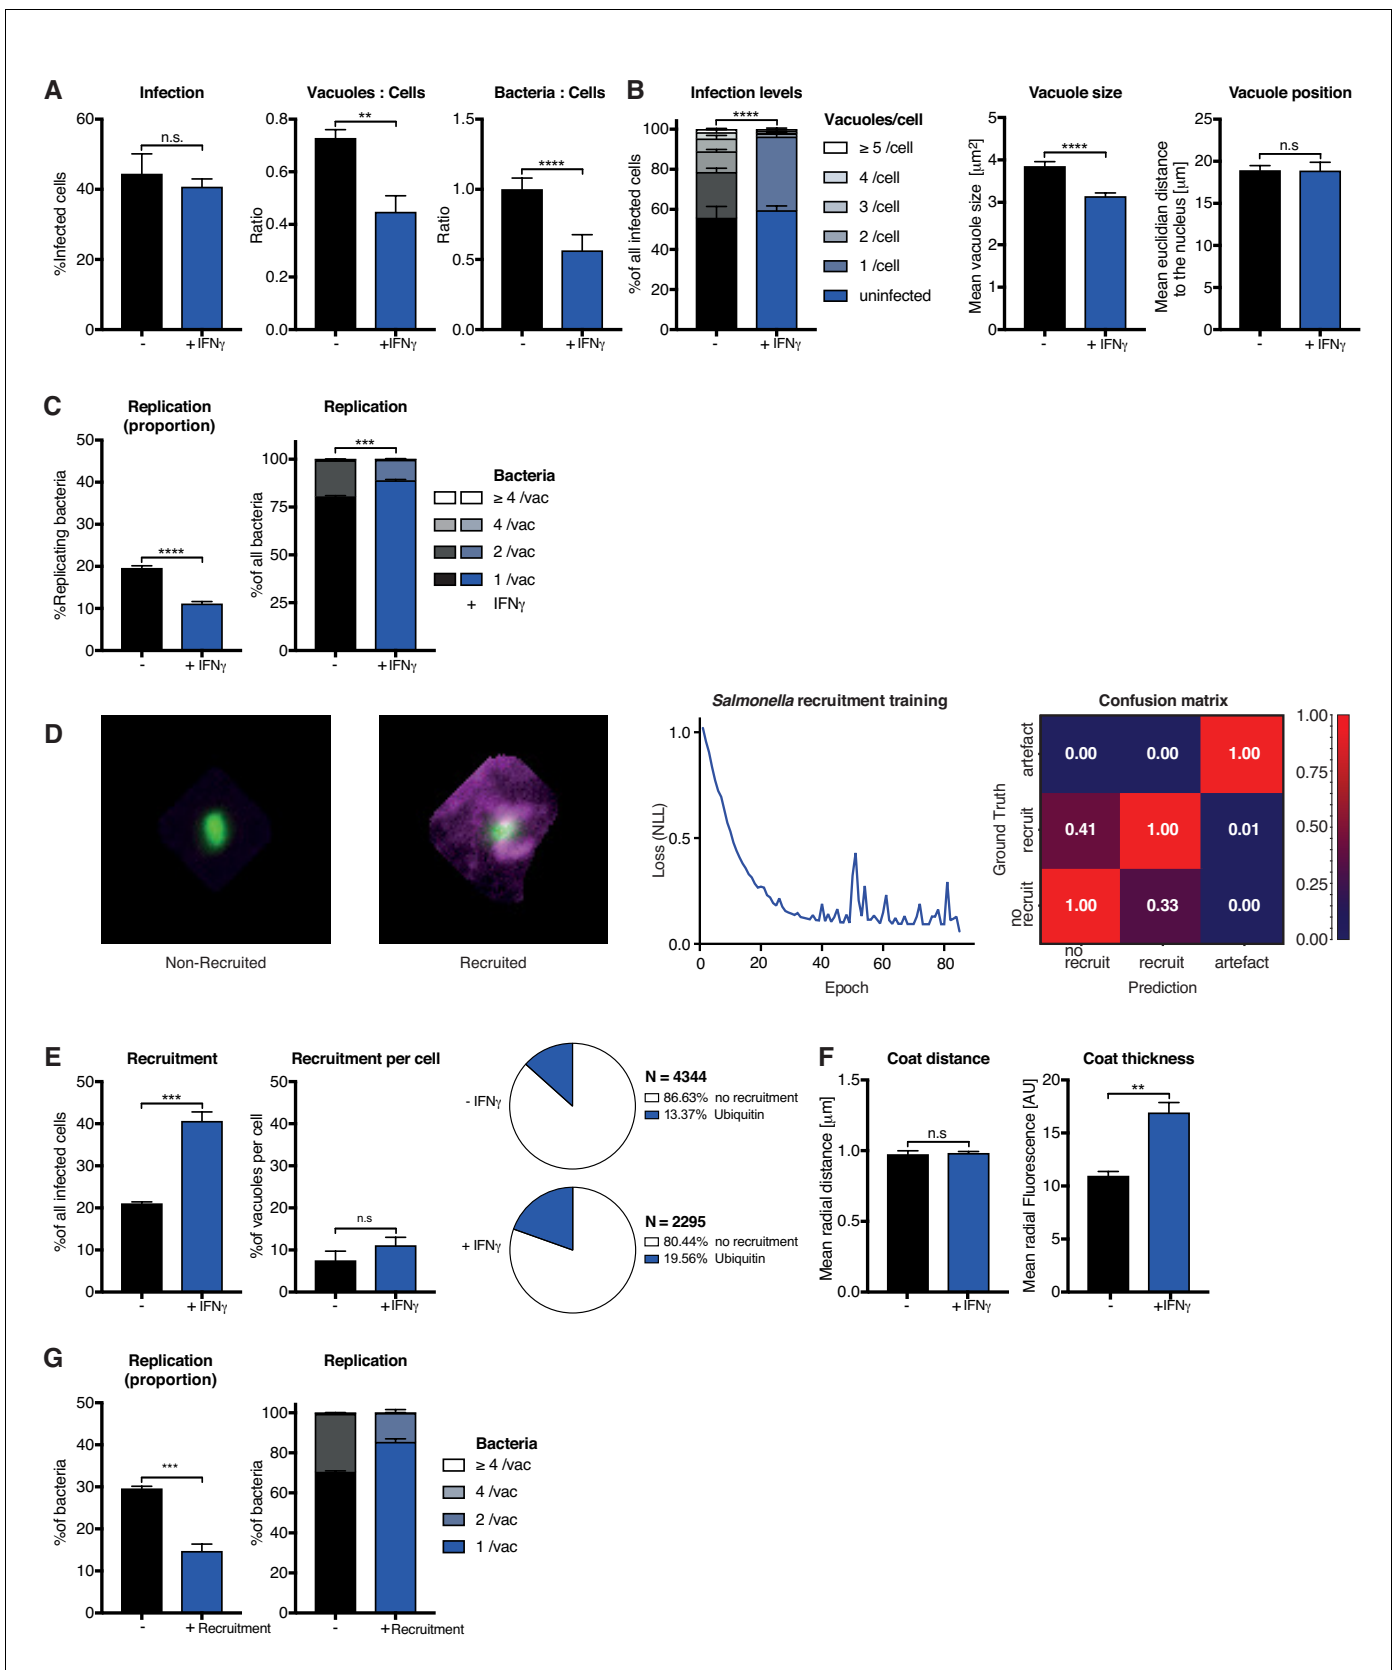 A
Infection
%Infected cells
60
40
20
0
n.s.
-
+ IFNγ
Vacuoles : Cells
Ratio
0.8
0.6
0.4
0.2
0.0
**
-
+IFNγ
Bacteria : Cells
Ratio
1.5
1.0
0.5
0.0
****
-
+ IFNγ
B
Infection levels
%of all infected cells
100
80
60
40
20
0
****
-
+ IFNγ
Vacuoles/cell
≥ 5 /cell
4 /cell
3 /cell
2 /cell
1 /cell
uninfected
Vacuole size
Mean vacuole size [µm²]
5
4
3
2
1
0
****
-
+ IFNγ
Vacuole position
Mean euclidian distance
to the nucleus [µm]
25
20
15
10
5
0
n.s
-
+ IFNγ
C
Replication
(proportion)
%Replicating bacteria
50
40
30
20
10
0
****
-
+ IFNγ
Replication
%of all bacteria
100
75
50
25
0
***
-
+IFNγ
Bacteria
≥ 4 /vac
4 /vac
2 /vac
1 /vac
+ IFNγ
D
Non-Recruited
Recruited
Salmonella recruitment training
Loss (NLL)
1.0
0.5
0.0
0 20 40 60 80
Epoch
Confusion matrix
Ground Truth
artefact
recruit
no
recruit
0.00 0.00 1.00
0.41 1.00 0.01
1.00 0.33 0.00
no
recruit recruit artefact
Prediction
1.00
0.75
0.50
0.25
0.00
E
Recruitment
%of all infected cells
50
40
30
20
10
0
***
-
+ IFNγ
Recruitment per cell
%of vacuoles per cell
50
40
30
20
10
0
n.s
-
+IFNγ
- IFNγ
N = 4344
86.63% no recruitment
13.37% Ubiquitin
+ IFNγ
N = 2295
80.44% no recruitment
19.56% Ubiquitin
F
Coat distance
Mean radial distance [µm]
1.5
1.0
0.5
0.0
n.s
-
+ IFNγ
Coat thickness
Mean radial Fluorescence [AU]
20
15
10
5
0
**
-
+IFNγ
G
Replication
(proportion)
%of bacteria
50
40
30
20
10
0
***
-
+ Recruitment
Replication
%of bacteria
100
80
60
40
20
0
-
+Recruitment
Bacteria
≥ 4 /vac
4 /vac
2 /vac
1 /vac